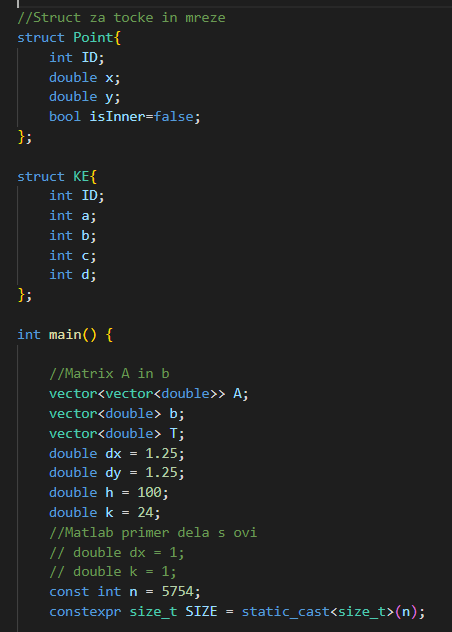 //Struct za tocke in mreze
struct Point{
    int ID;
    double x;
    double y;
    bool isInner=false;
};
struct KE{
    int ID;
    int a;
    int b;
    int c;
    int d;
};
int main() {
    //Matrix A in b
    vector<vector<double>> A;
    vector<double> b;
    vector<double> T;
    double dx = 1.25;
    double dy = 1.25;
    double h = 100;
    double k = 24;
    //Matlab primer dela s ovi
    // double dx = 1;
    // double k = 1;
    const int n = 5754;
    constexpr size_t SIZE = static_cast<size_t>(n);